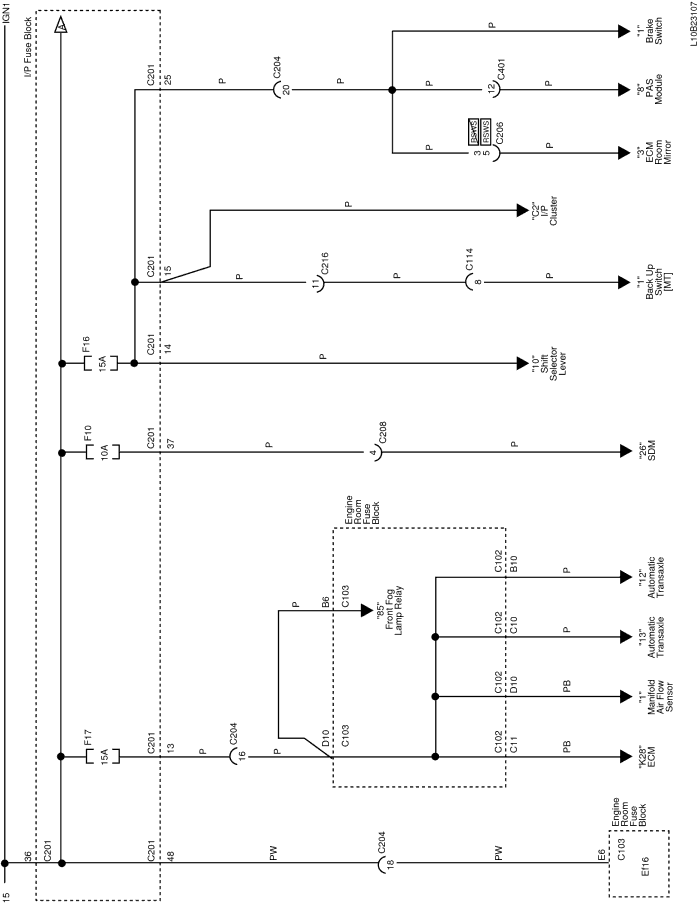 IGN1
15
I/P Fuse Block
A
36
C201
C201
48
PW
C204
18
PW
E6
C103
Ef16
Engine
Room
Fuse
Block
F17
15A
C201
13
P
C204
16
P
D10
C103
P
B6
C103
"85"
Front Fog
Lamp Relay
Engine
Room
Fuse
Block
C102
C11
PB
"K28"
ECM
C102
D10
PB
"1"
Manifold
Air Flow
Sensor
C102
C10
P
"13"
Automatic
Transaxle
C102
B10
P
"12"
Automatic
Transaxle
F10
10A
C201
37
P
C208
4
P
"26"
SDM
F16
15A
C201
14
P
"10"
Shift
Selector
Lever
C201
15
P
C216
11
P
C114
8
P
"1"
Back Up
Switch
[MT]
P
"C2"
I/P
Cluster
C201
25
P
C204
20
P
P
RSWS
RSWS
3
5
C206
P
"3"
ECM
Room
Mirror
P
C401
12
P
"8"
PAS
Module
P
"1"
Brake
Switch
L10B23107